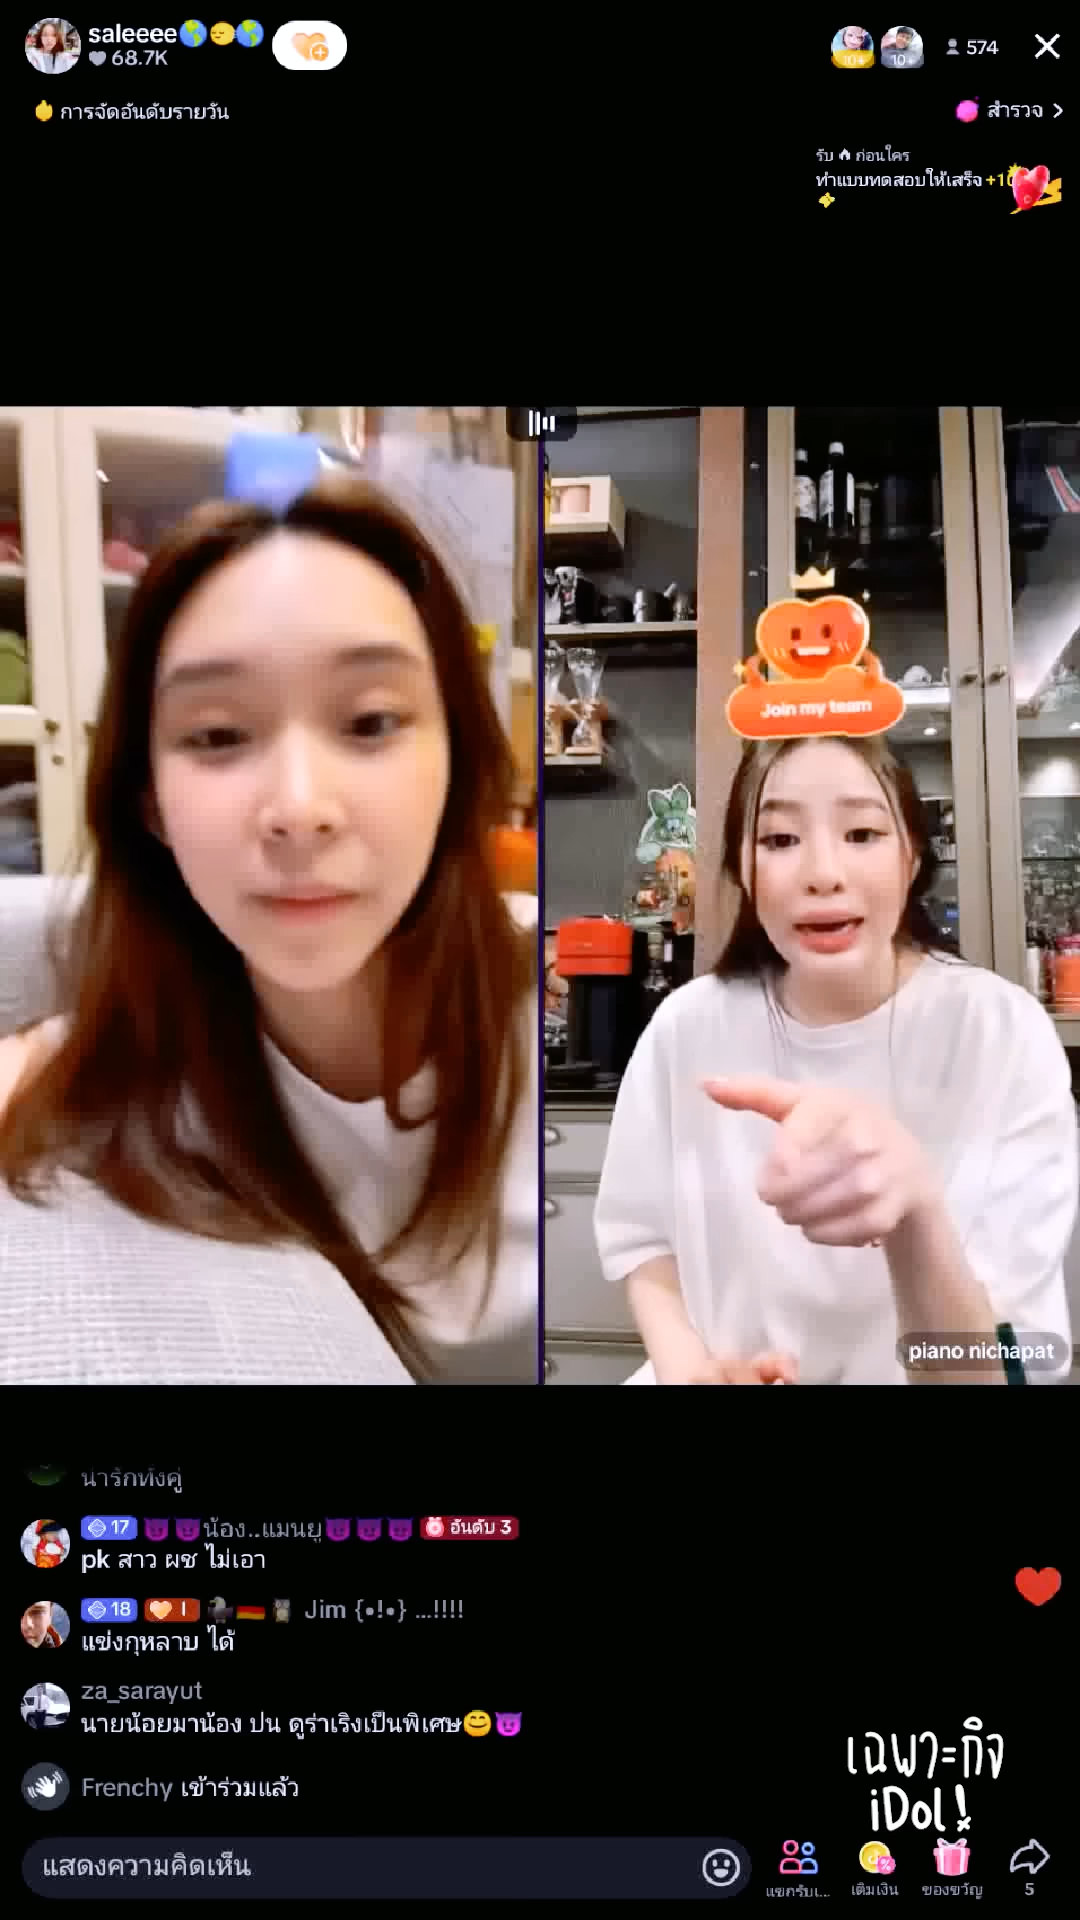 saleeee🌎😴🌎
68.7K
10+
10+
574
การจัดอันดับรายวัน
สำรวจ
รับ 🔥 ก่อนใคร
ทำแบบทดสอบให้เสร็จ
Join my team
piano nichapat
น่ารักทั้งคู่
17 😈😈น้อง..แมนยู😈😈😈 อันดับ 3
pk สาว ผช ไม่เอา
18 I 🇩🇪 Jim {•!•} ...!!!!
แข่งกุหลาบ ได้
za_sarayut
นายน้อยมาน้อง ปน ดูร่าเริงเป็นพิเศษ😊😈
Frenchy เข้าร่วมแล้ว
เฉพาะกิจ
iDol!
แสดงความคิดเห็น
แขกรับเ...
เติมเงิน
ของขวัญ
5